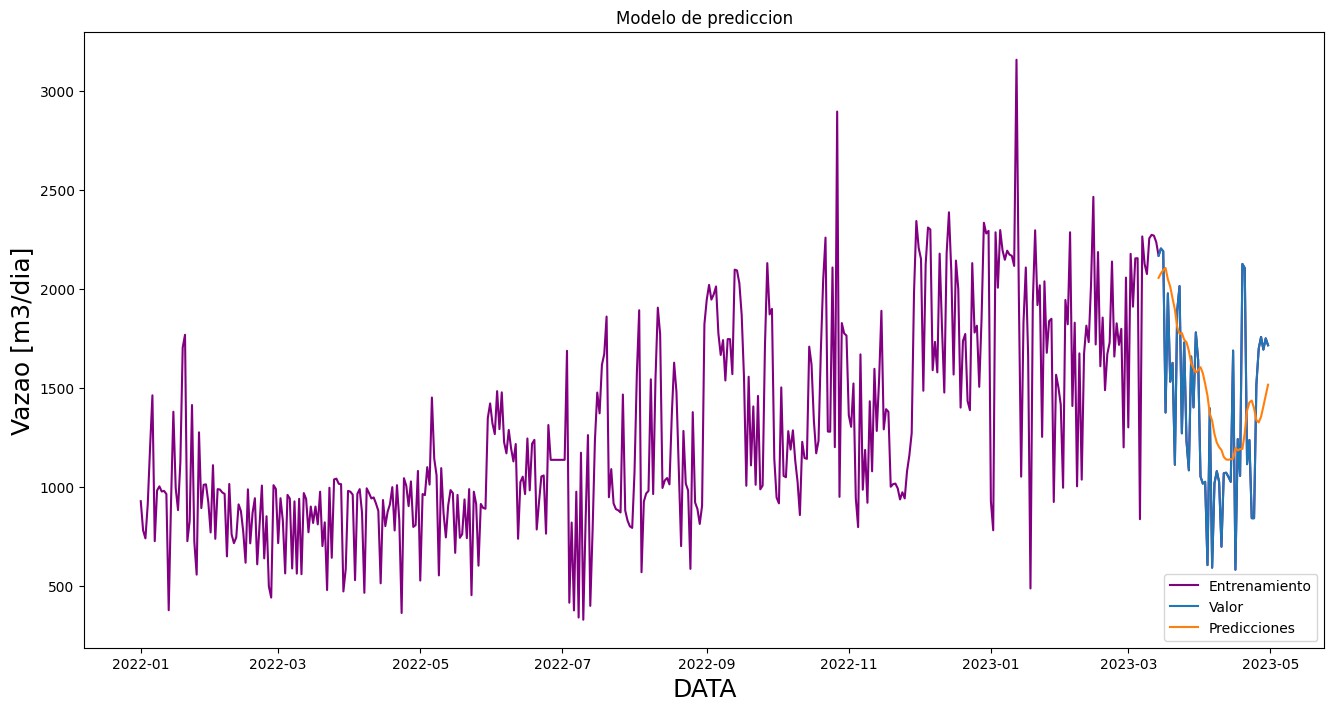 Modelo de prediccion
Vazao [m3/dia]
3000
2500
2000
1500
1000
500
2022-01
2022-03
2022-05
2022-07
2022-09
2022-11
2023-01
2023-03
2023-05
DATA
Entrenamiento
Valor
Predicciones